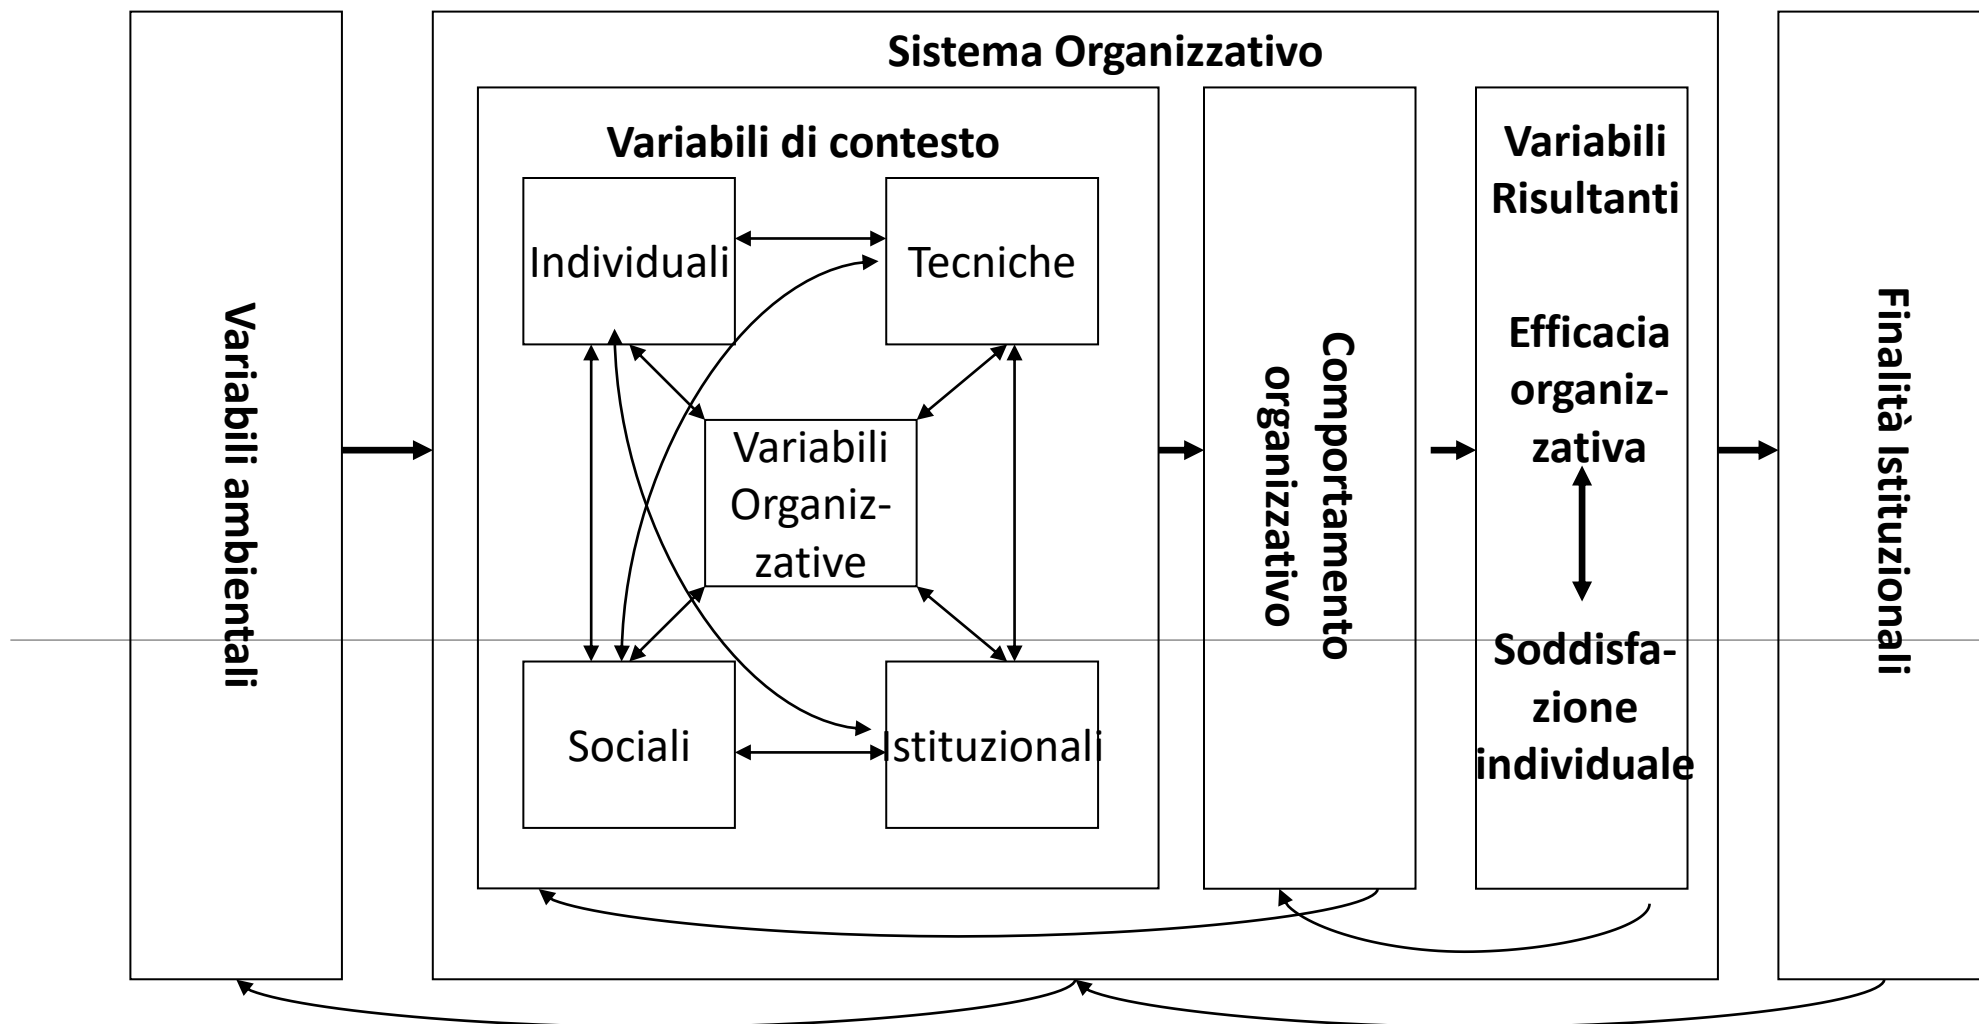 Variabili ambientali
Sistema Organizzativo
Variabili di contesto
Individuali
Tecniche
Variabili
Organiz-
zative
Sociali
Istituzionali
Comportamento
organizzativo
Variabili
Risultanti
Efficacia
organiz-
zativa
Soddisfa-
zione
individuale
Finalità Istituzionali